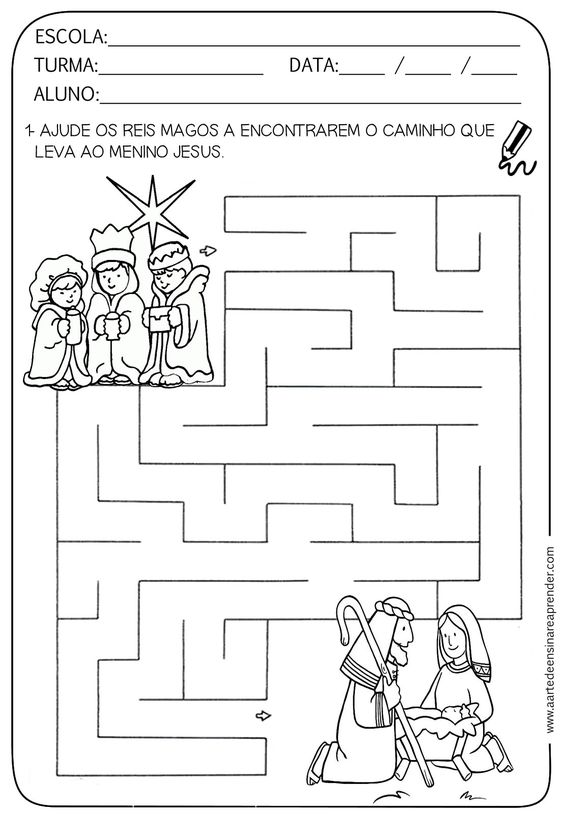 ESCOLA:
TURMA: DATA: / /
ALUNO:
1- AJUDE OS REIS MAGOS A ENCONTRAREM O CAMINHO QUE
LEVA AO MENINO JESUS.
www.aartedeensinareaprender.com